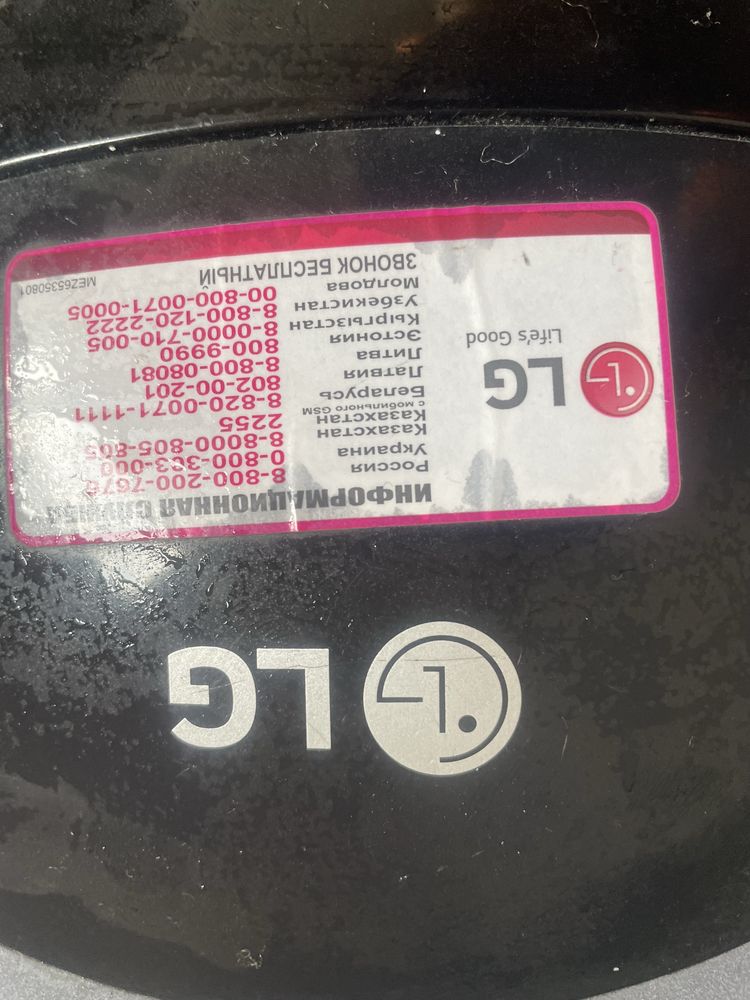 LG
LG
Life's Good
ИНФОРМАЦИОННАЯ СЛУЖБА
Россия 8-800-200-7676
Украина 0-800-303-000
Казахстан 8-8000-805-805
Казахстан 2255
с мобильного GSM
Беларусь 8-820-0071-1111
Латвия 802-00-201
Литва 8-800-08081
Эстония 800-9990
Кыргызстан 8-0000-710-005
Узбекистан 8-800-120-2222
Молдова 00-800-0071-0005
ЗВОНОК БЕСПЛАТНЫЙ MEZ65350801